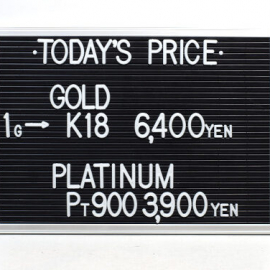 ·TODAY'S PRICE·
GOLD
1G→ K18 6,400YEN
PLATINUM
PT900 3,900YEN